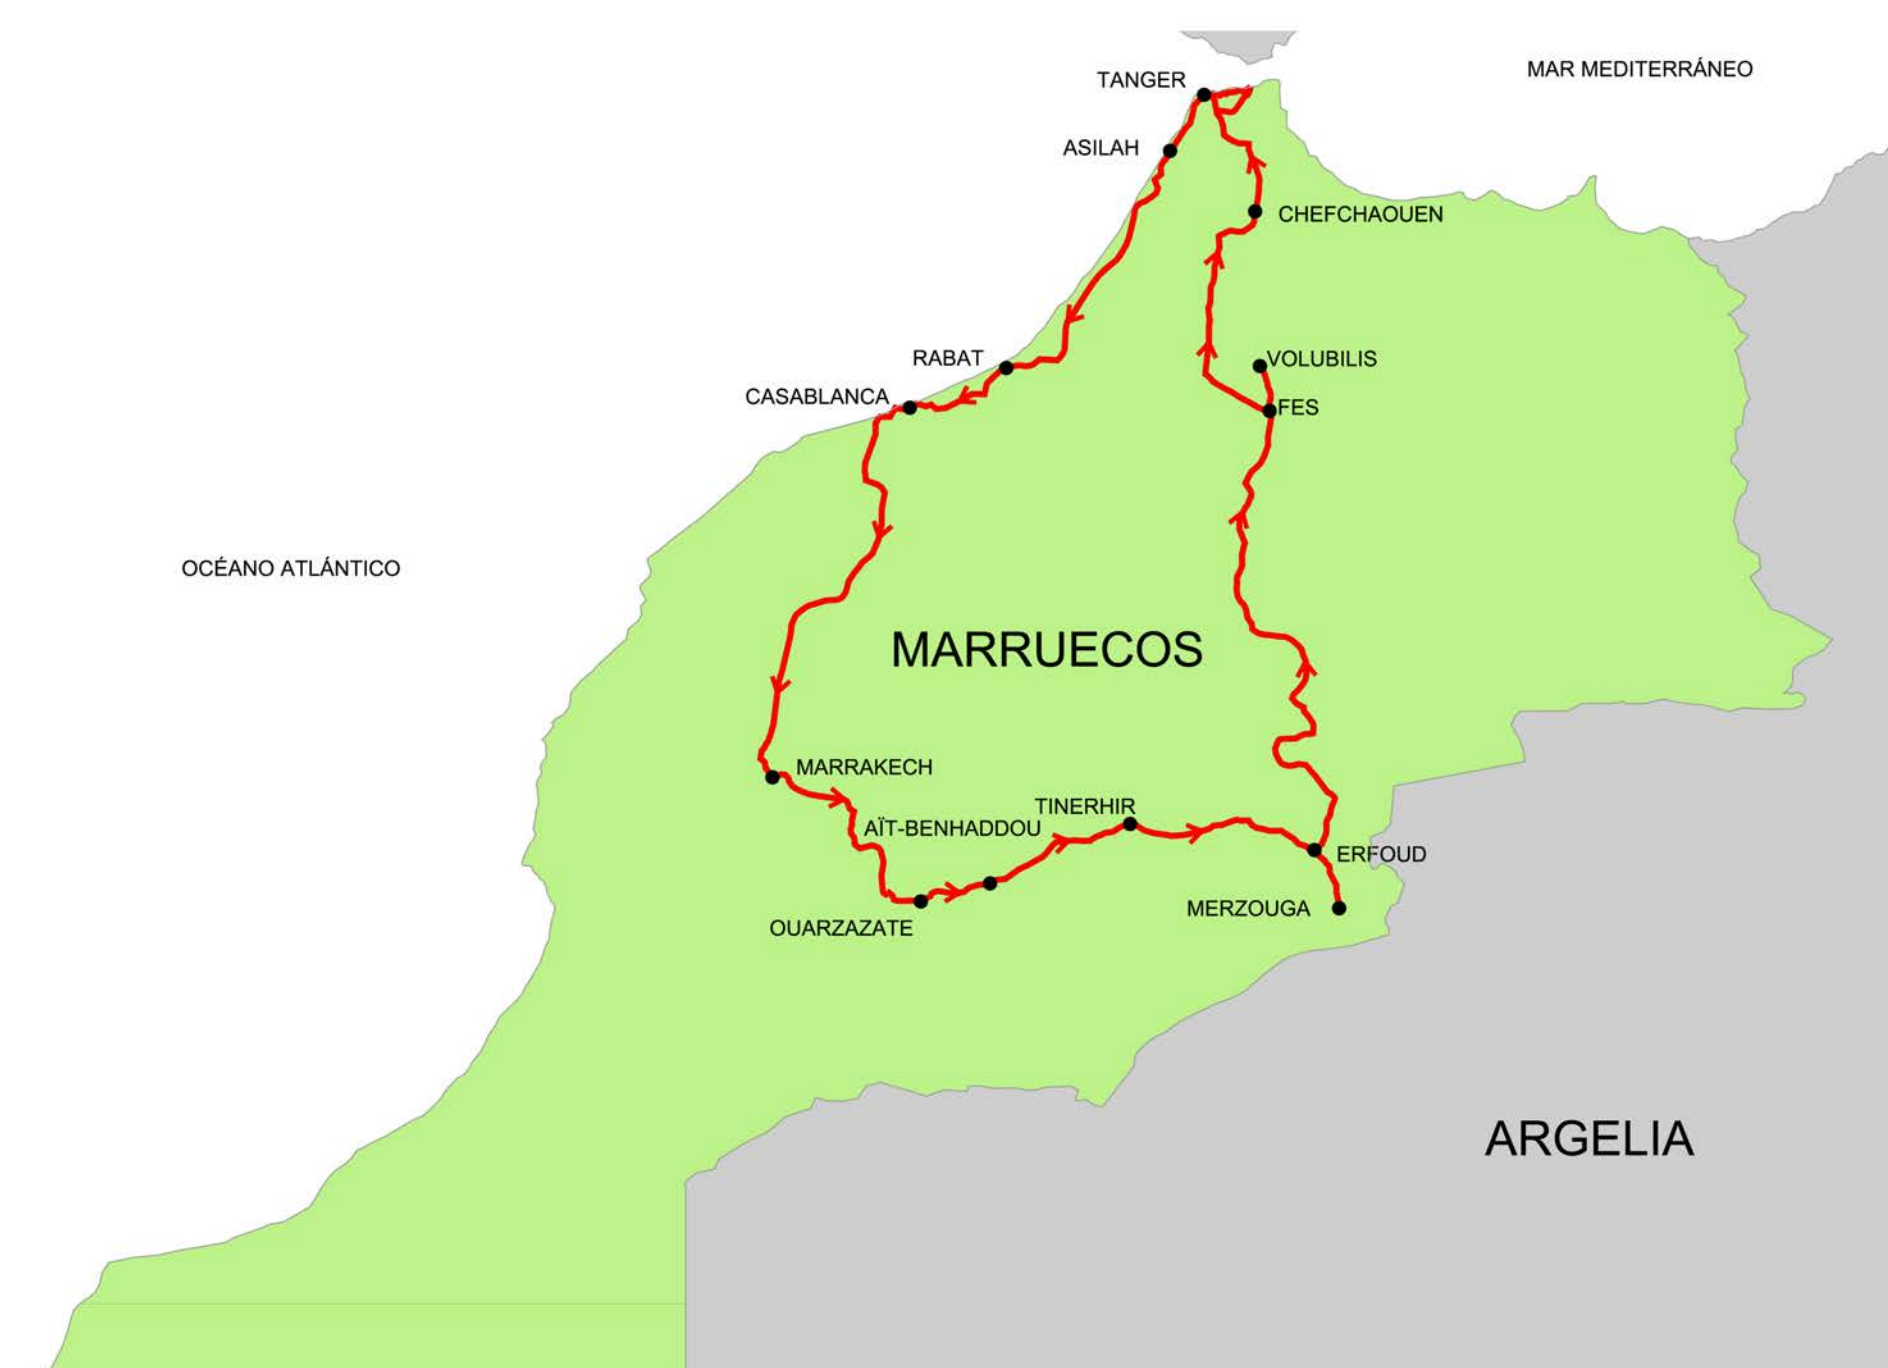 MAR MEDITERRÁNEO
TANGER
ASILAH
CHEFCHAOUEN
RABAT
VOLUBILIS
CASABLANCA
FES
OCÉANO ATLÁNTICO
MARRUECOS
MARRAKECH
TINERHIR
AÏT-BENHADDOU
ERFOUD
MERZOUGA
OUARZAZATE
ARGELIA